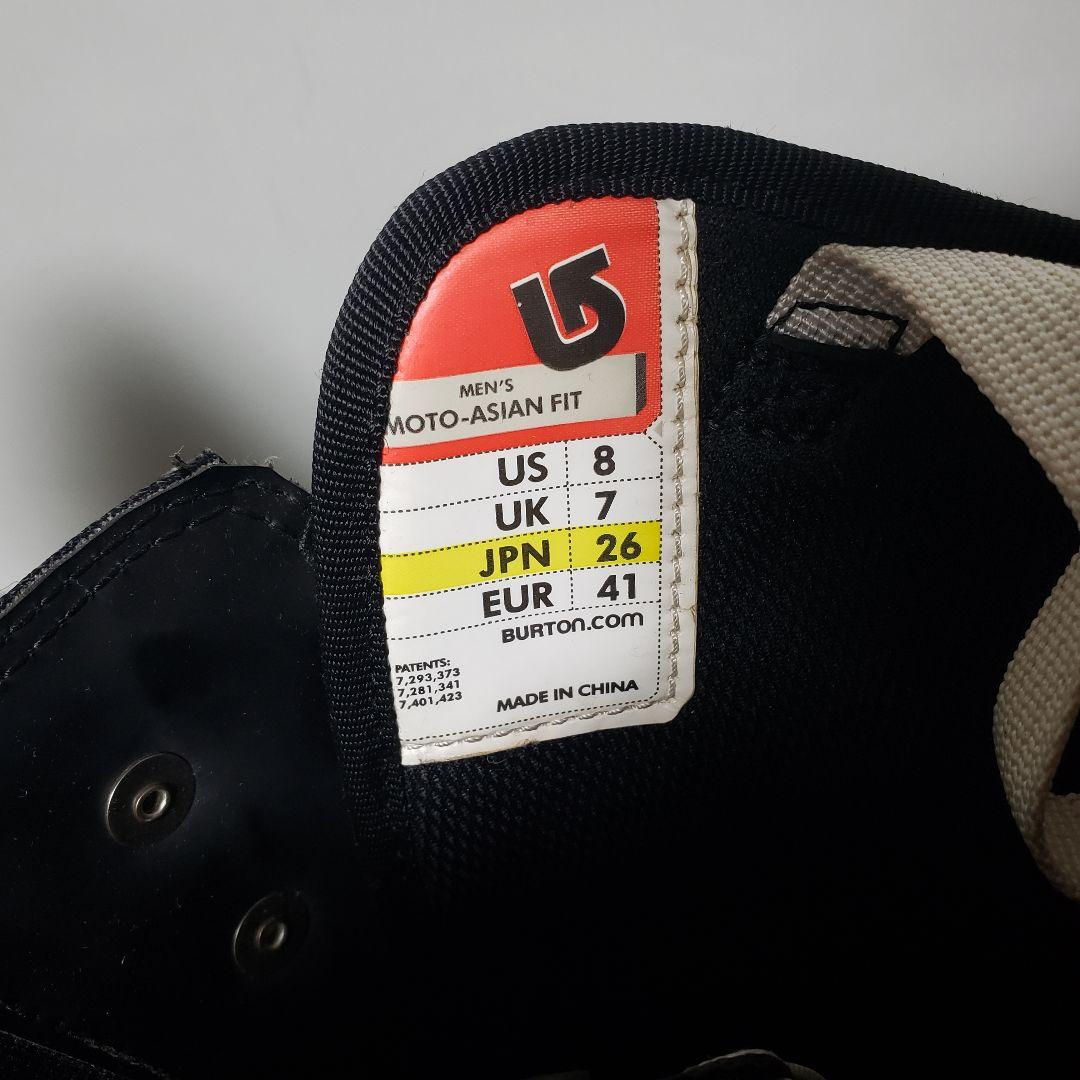 MEN'S
MOTO-ASIAN FIT
US 8
UK 7
JPN 26
EUR 41
BURTON.COM
PATENTS:
7,293,373
7,281,341
7,401,423
MADE IN CHINA